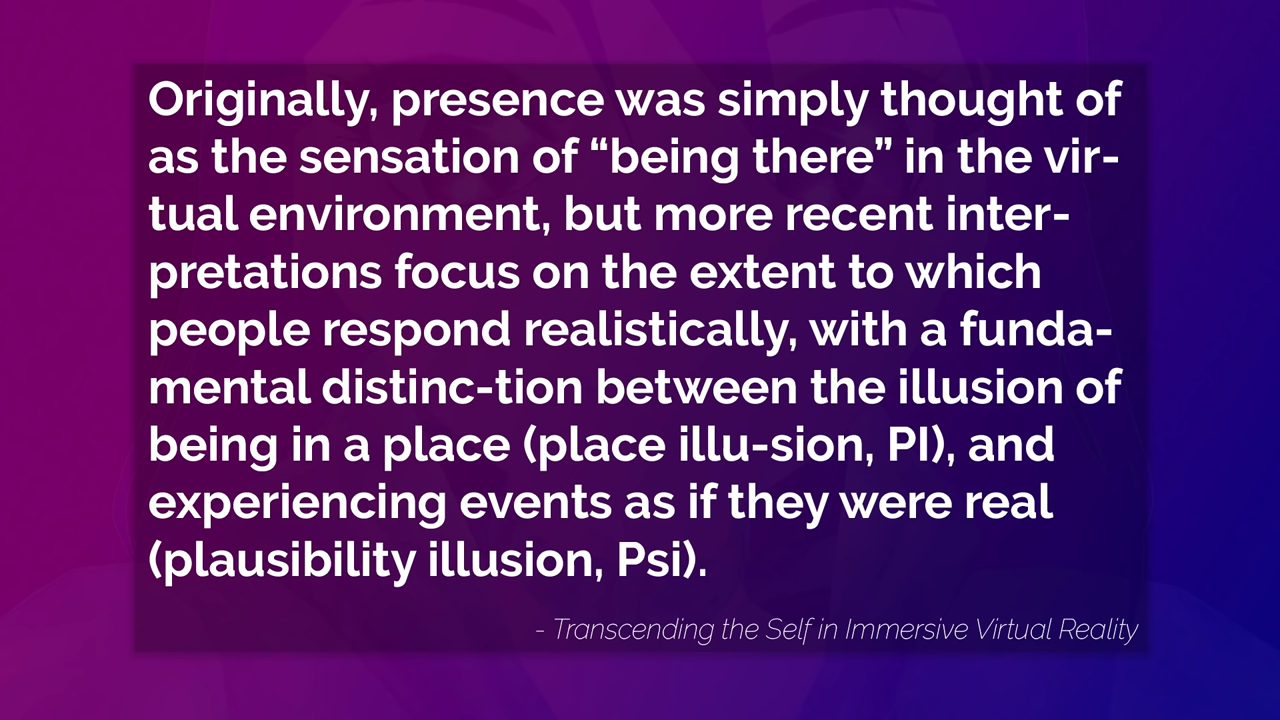 Originally, presence was simply thought of
as the sensation of “being there” in the vir-
tual environment, but more recent inter-
pretations focus on the extent to which
people respond realistically, with a funda-
mental distinc-tion between the illusion of
being in a place (place illu-sion, PI), and
experiencing events as if they were real
(plausibility illusion, Psi).
- Transcending the Self in Immersive Virtual Reality